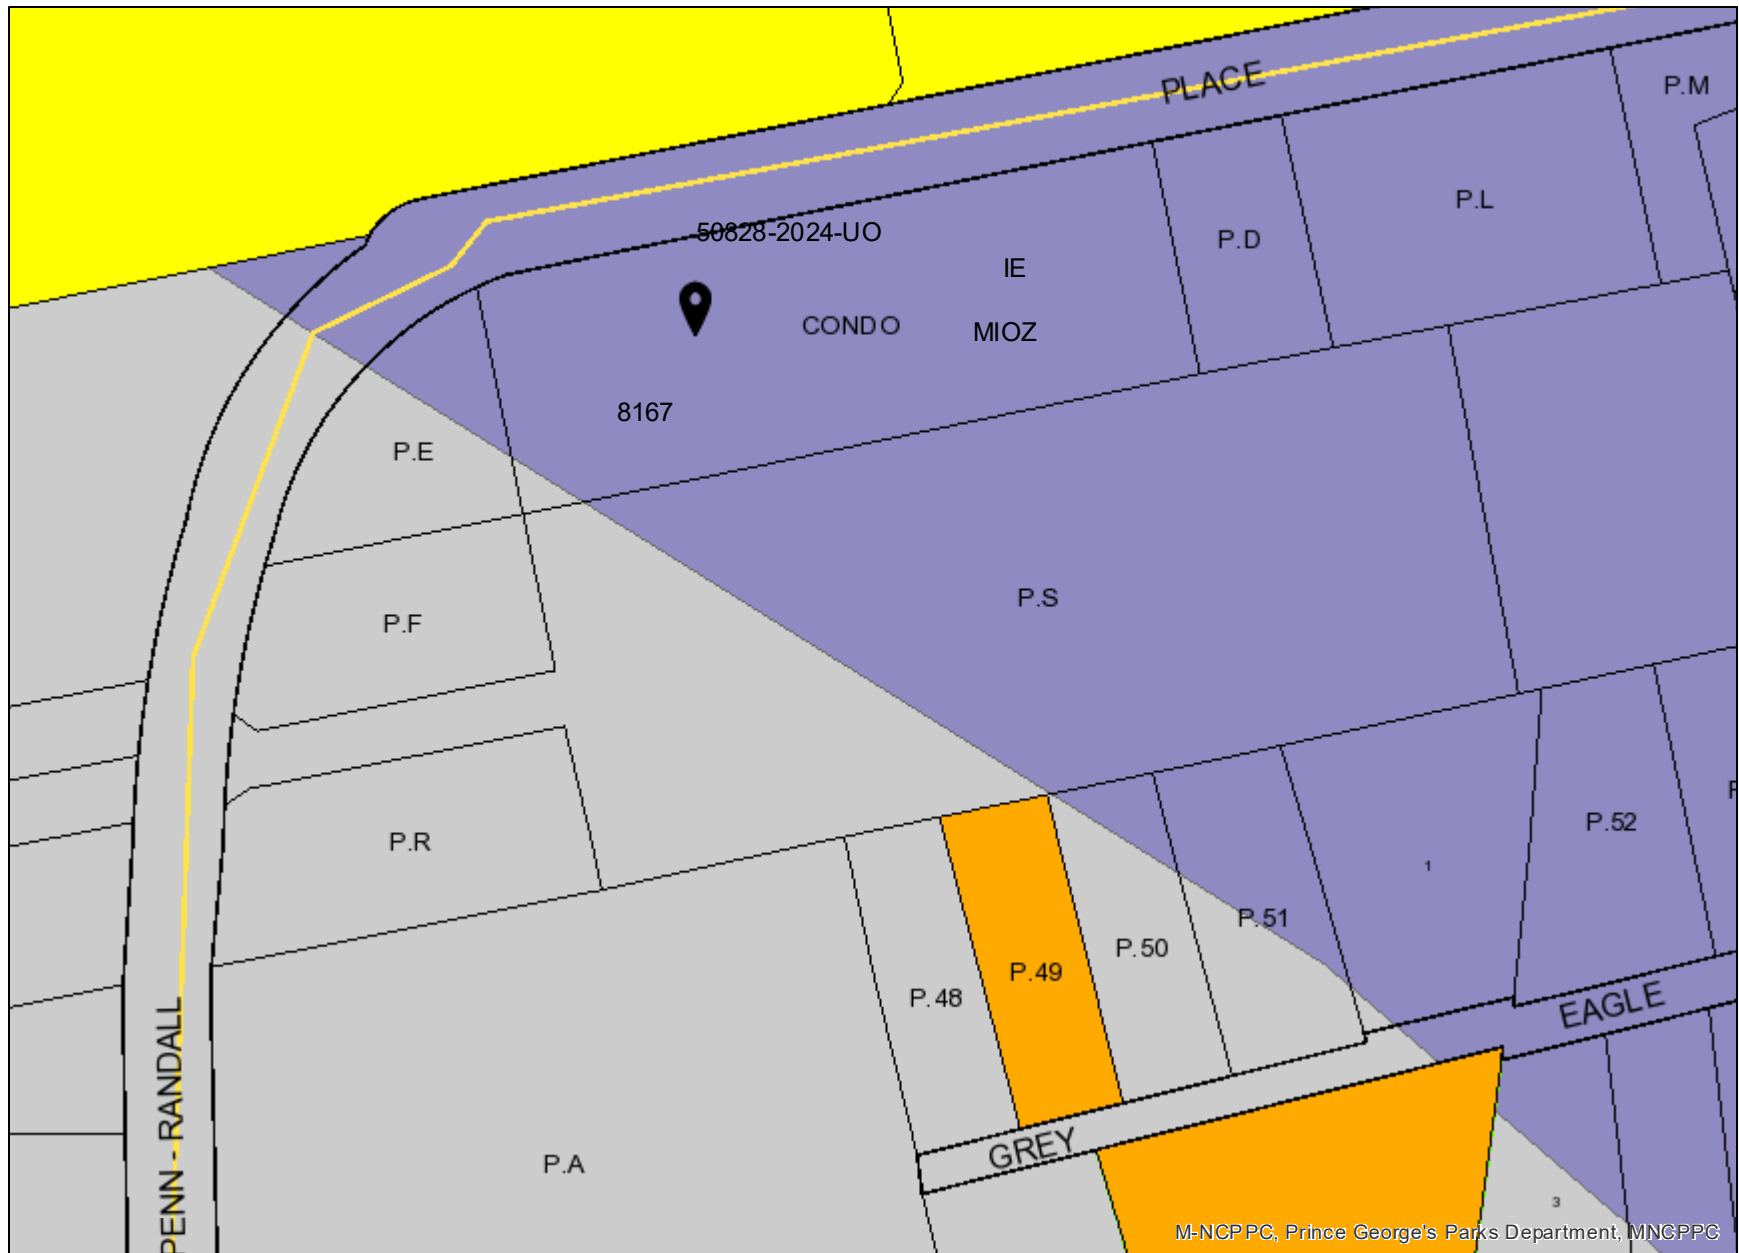 PLACE
P.M
P.L
50828-2024-UO
P.D
IE
CONDO
MIOZ
8167
P.E
P.S
P.F
P.52
P.R
1
P.51
P.50
P.49
P.48
EAGLE
PENN - RANDALL
GREY
P.A
3
M-NCPPC, Prince George's Parks Department, MNCPPC